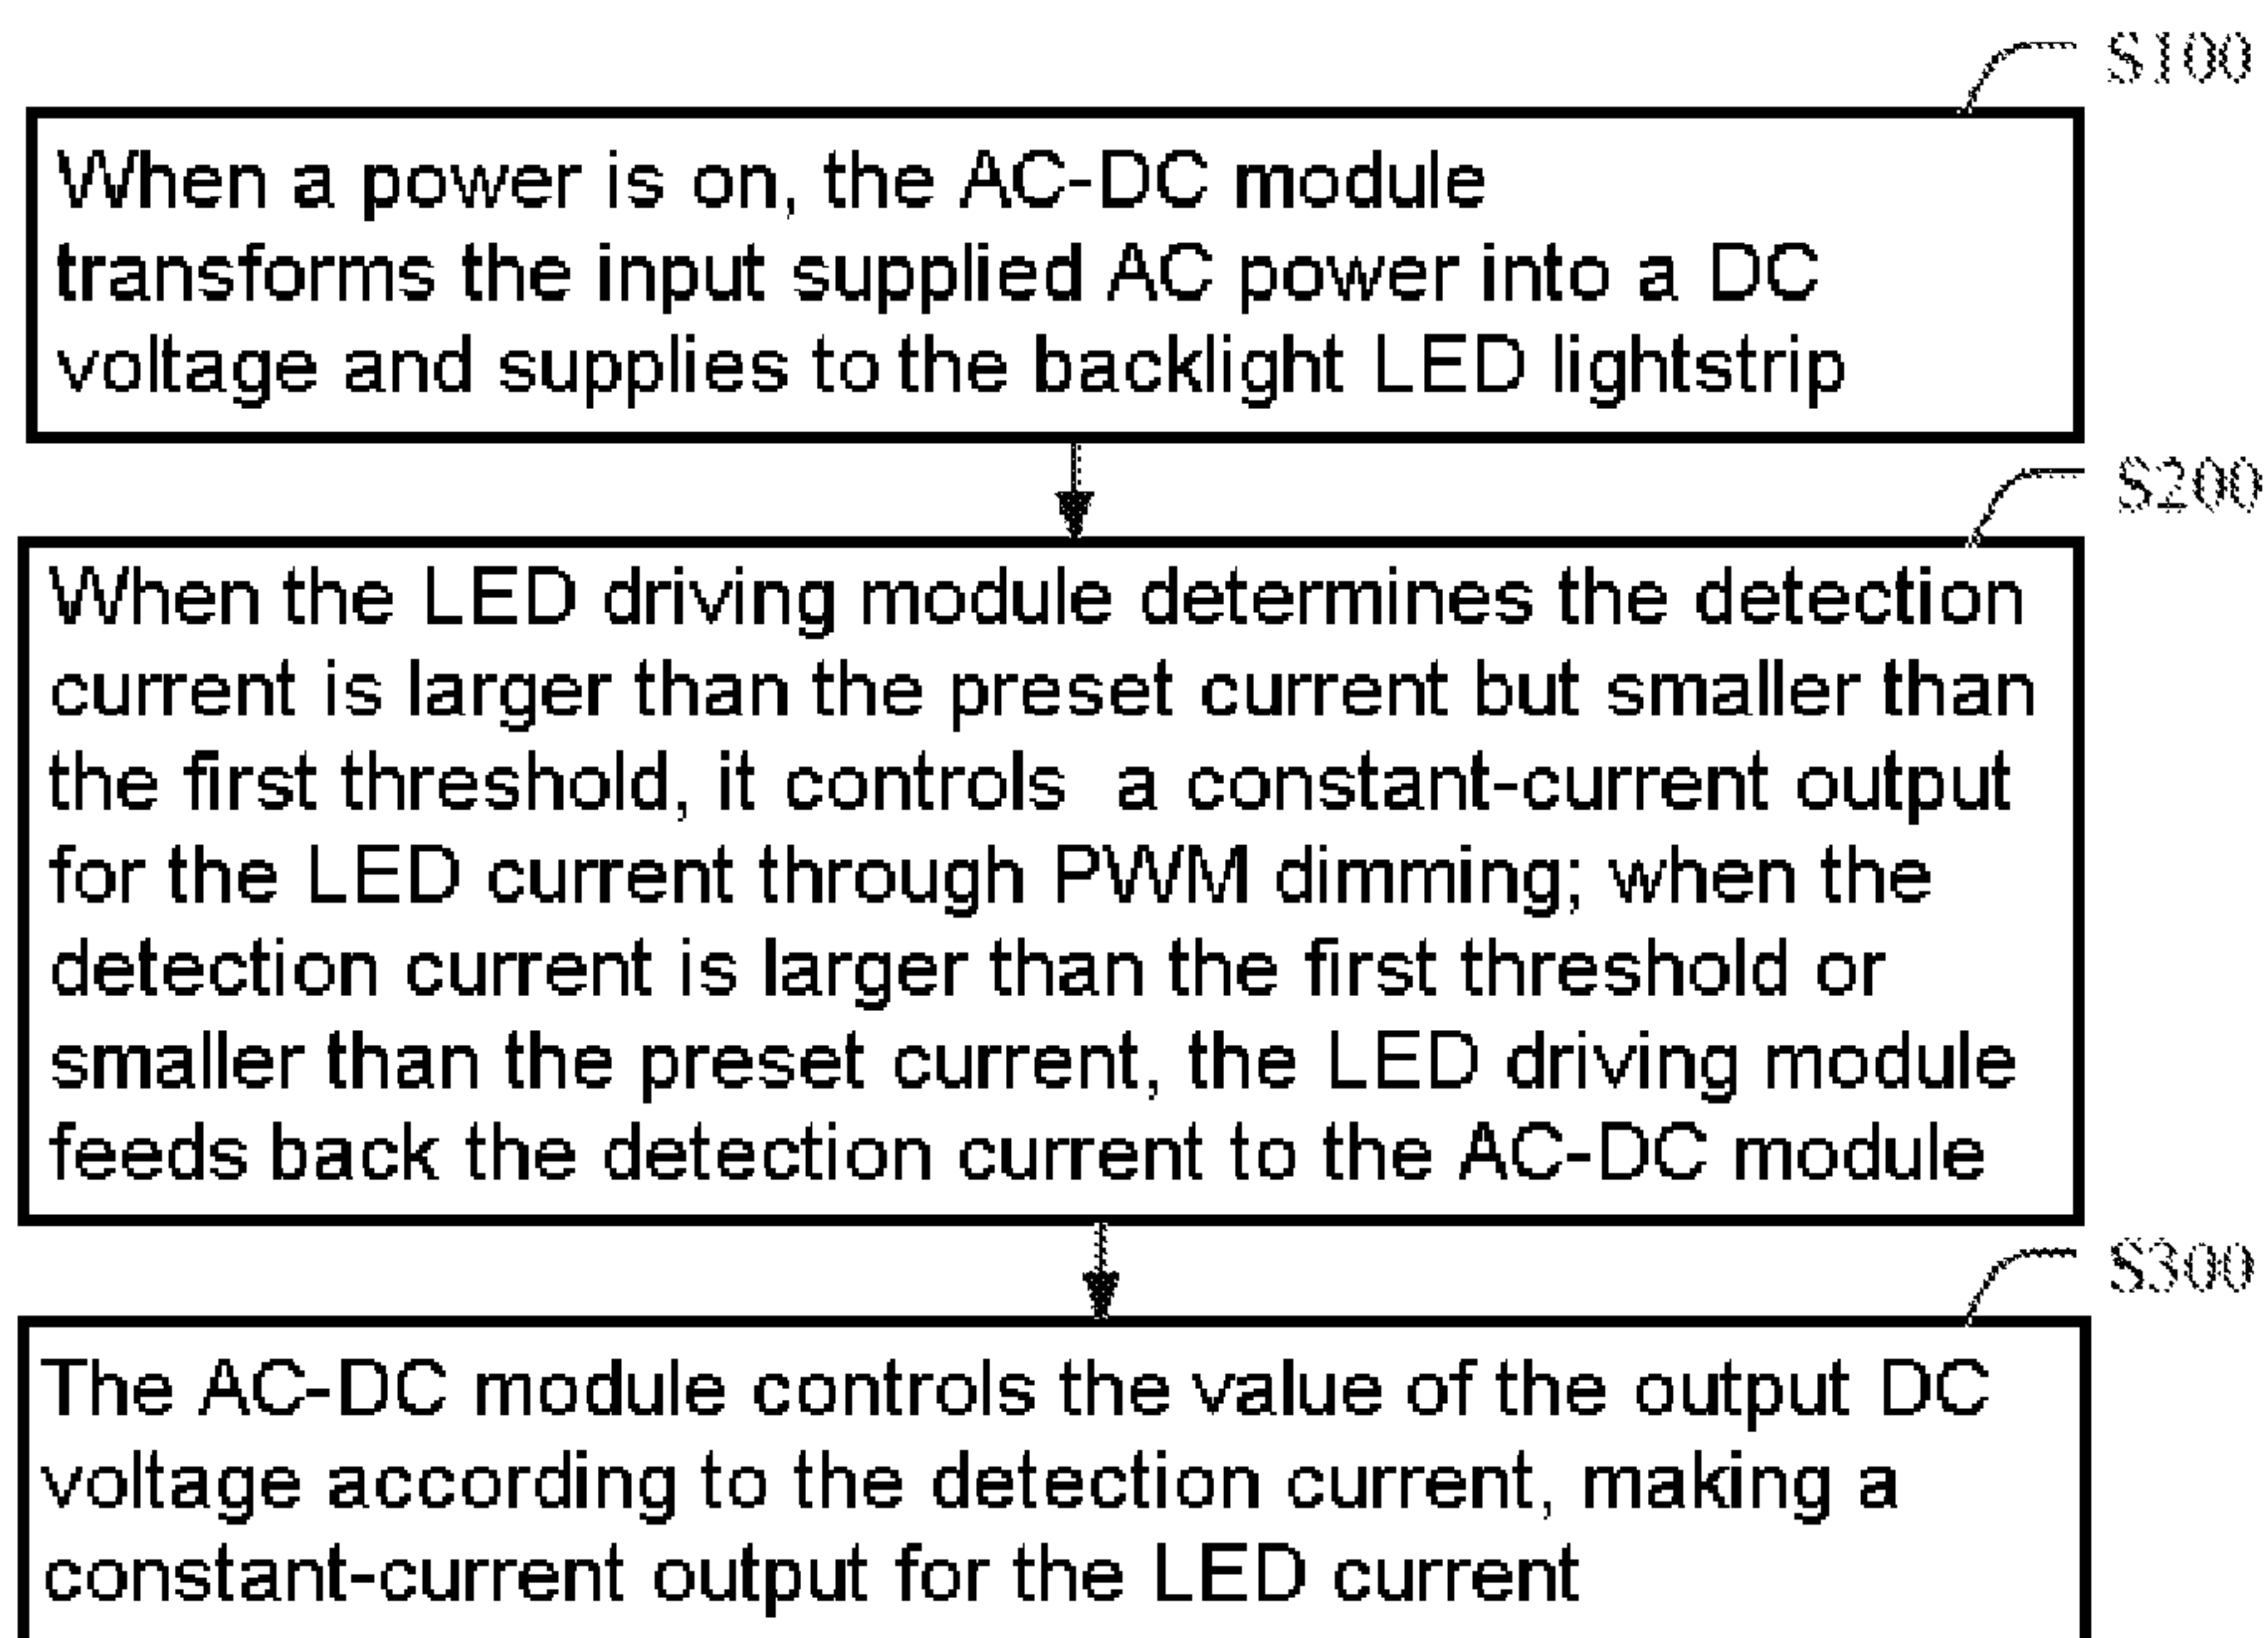 S100
When a power is on, the AC-DC module
transforms the input supplied AC power into a DC
voltage and supplies to the backlight LED lightstrip
S200
When the LED driving module determines the detection
current is larger than the preset current but smaller than
the first threshold, it controls a constant-current output
for the LED current through PWM dimming; when the
detection current is larger than the first threshold or
smaller than the preset current, the LED driving module
feeds back the detection current to the AC-DC module
S300
The AC-DC module controls the value of the output DC
voltage according to the detection current, making a
constant-current output for the LED current